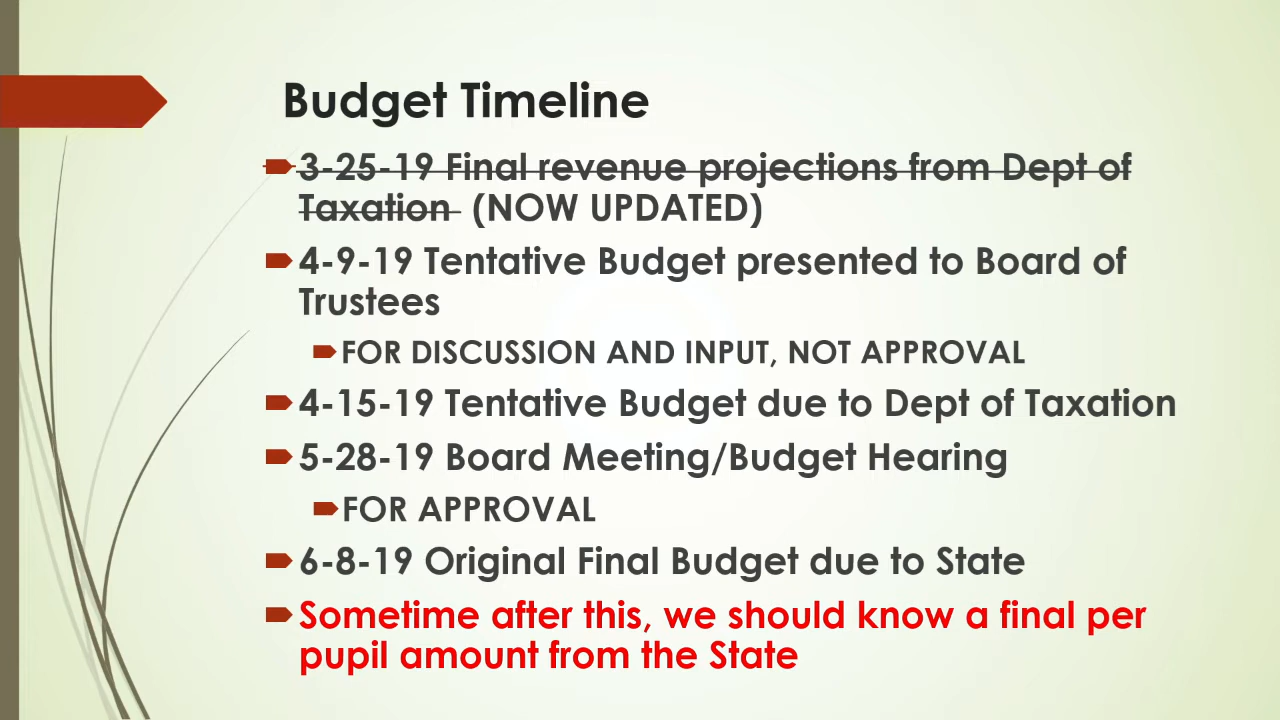 Budget Timeline
3-25-19 Final revenue projections from Dept of
Taxation (NOW UPDATED)
4-9-19 Tentative Budget presented to Board of
Trustees
FOR DISCUSSION AND INPUT, NOT APPROVAL
4-15-19 Tentative Budget due to Dept of Taxation
5-28-19 Board Meeting/Budget Hearing
FOR APPROVAL
6-8-19 Original Final Budget due to State
Sometime after this, we should know a final per
pupil amount from the State